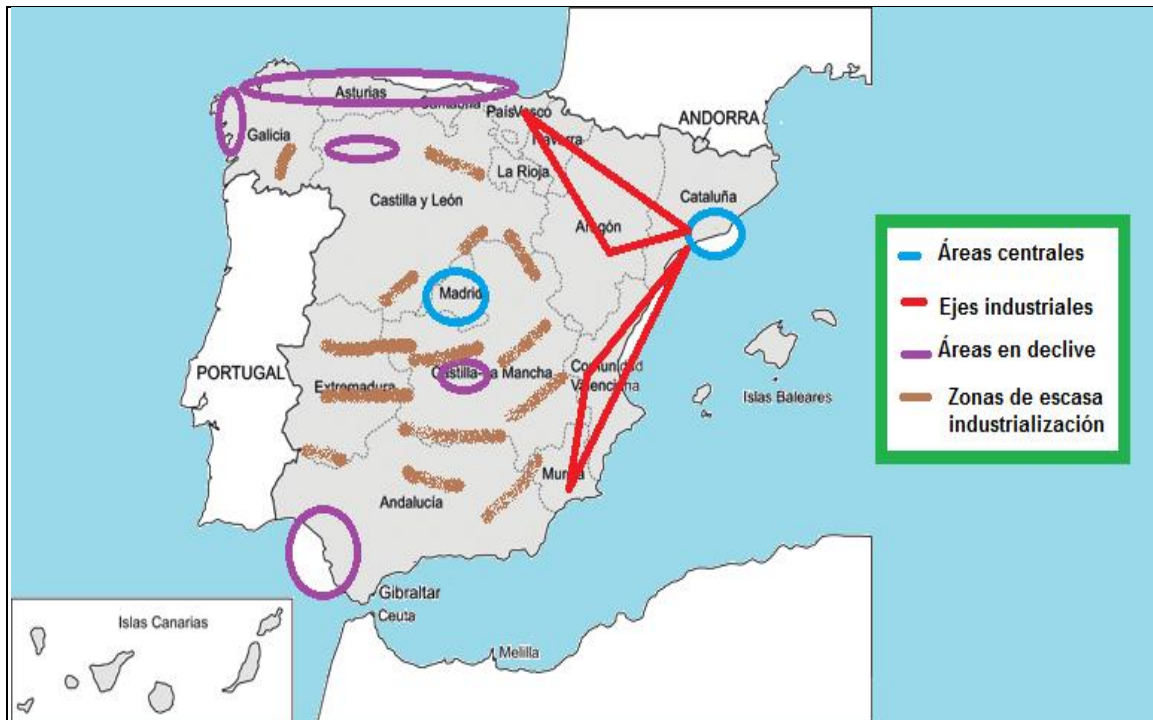 Asturias
Cantabria
País Vasco
Navarra
ANDORRA
Galicia
La Rioja
Castilla y León
Cataluña
Aragón
Madrid
PORTUGAL
Extremadura
Castilla-La Mancha
Comunidad
Valenciana
Islas Baleares
Murcia
Andalucía
Gibraltar
Ceuta
Melilla
Islas Canarias
Áreas centrales
Ejes industriales
Áreas en declive
Zonas de escasa
industrialización